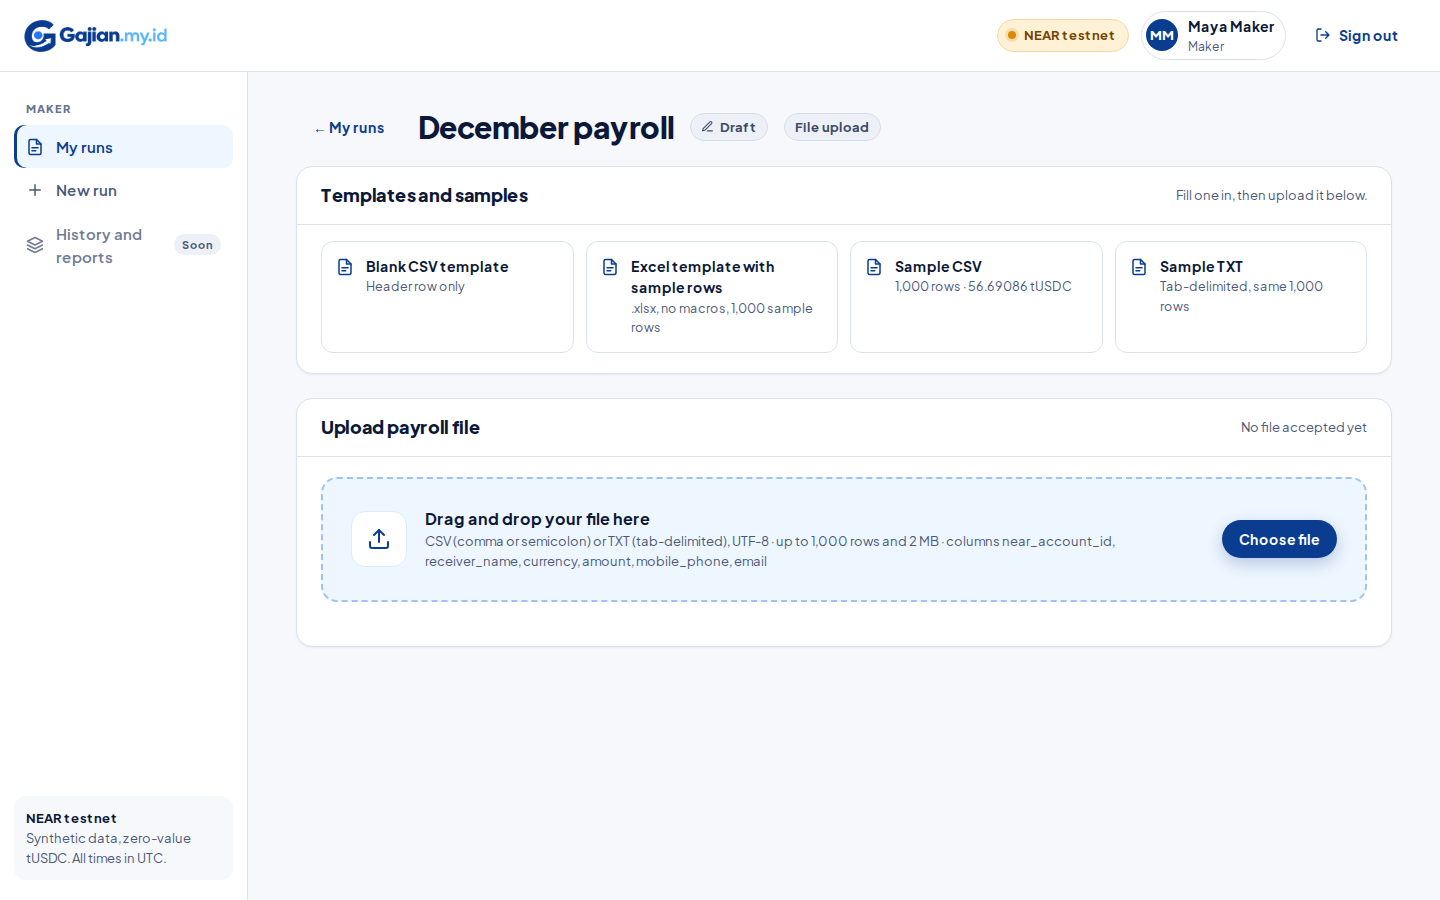 Gajian.my.id
NEAR testnet
MM
Maya Maker
Maker
Sign out
MAKER
My runs
New run
History and
reports
Soon
NEAR testnet
Synthetic data, zero-value
tUSDC. All times in UTC.
← My runs
December payroll
Draft
File upload
Templates and samples
Fill one in, then upload it below.
Blank CSV template
Header row only
Excel template with
sample rows
.xlsx, no macros, 1,000 sample
rows
Sample CSV
1,000 rows · 56.69086 tUSDC
Sample TXT
Tab-delimited, same 1,000
rows
Upload payroll file
No file accepted yet
Drag and drop your file here
CSV (comma or semicolon) or TXT (tab-delimited), UTF-8 · up to 1,000 rows and 2 MB · columns near_account_id,
receiver_name, currency, amount, mobile_phone, email
Choose file